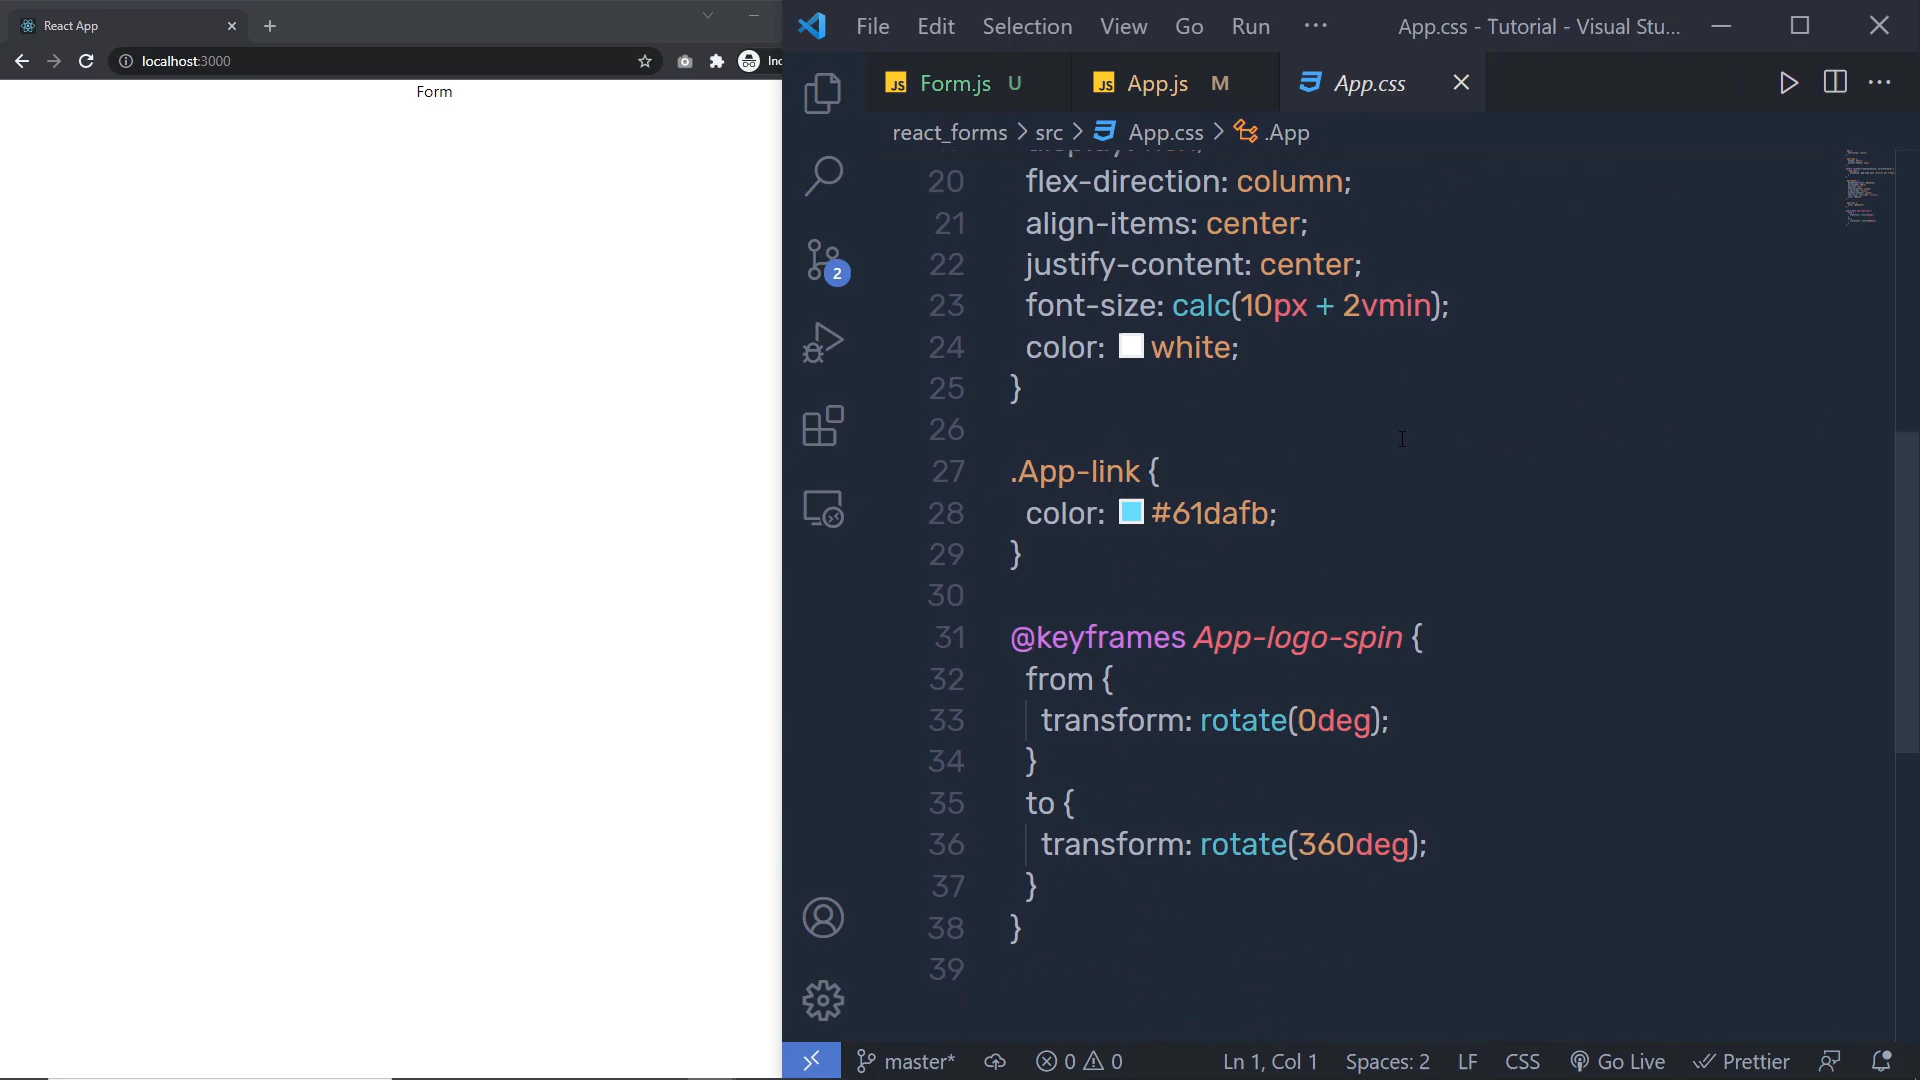 React App
localhost:3000
Form
File Edit Selection View Go Run ··· App.css - Tutorial - Visual Stu...
JS Form.js U JS App.js M App.css
react_forms > src > App.css > .App
20 flex-direction: column;
21 align-items: center;
22 justify-content: center;
23 font-size: calc(10px + 2vmin);
24 color: white;
25 }
26
27 .App-link {
28 color: #61dafb;
29 }
30
31 @keyframes App-logo-spin {
32 from {
33 transform: rotate(0deg);
34 }
35 to {
36 transform: rotate(360deg);
37 }
38 }
39
2
master* 0 0 Ln 1, Col 1 Spaces: 2 LF CSS Go Live Prettier